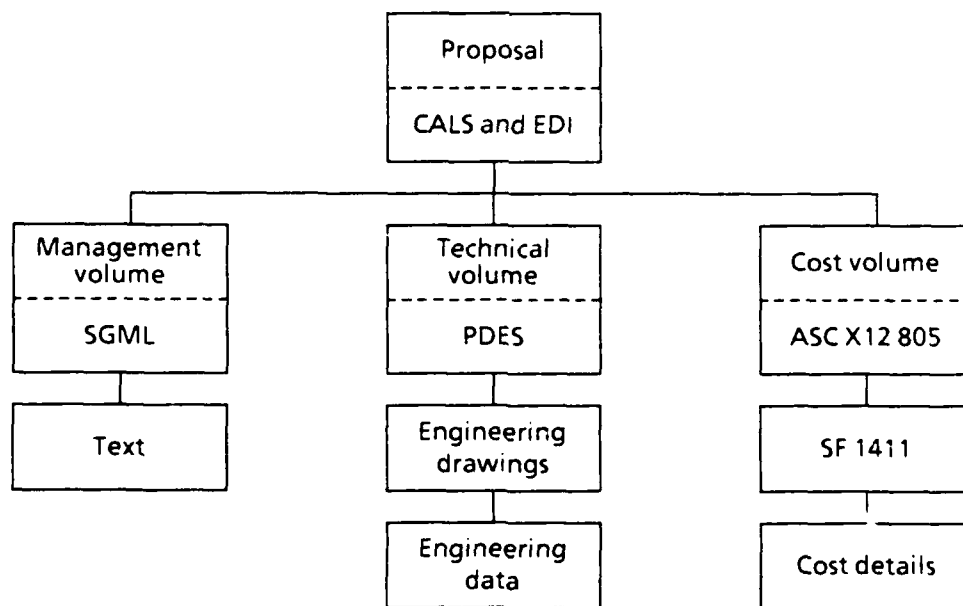 Proposal
CALS and EDI
Management
volume
SGML
Text
Technical
volume
PDES
Engineering
drawings
Engineering
data
Cost volume
ASC X12 805
SF 1411
Cost details